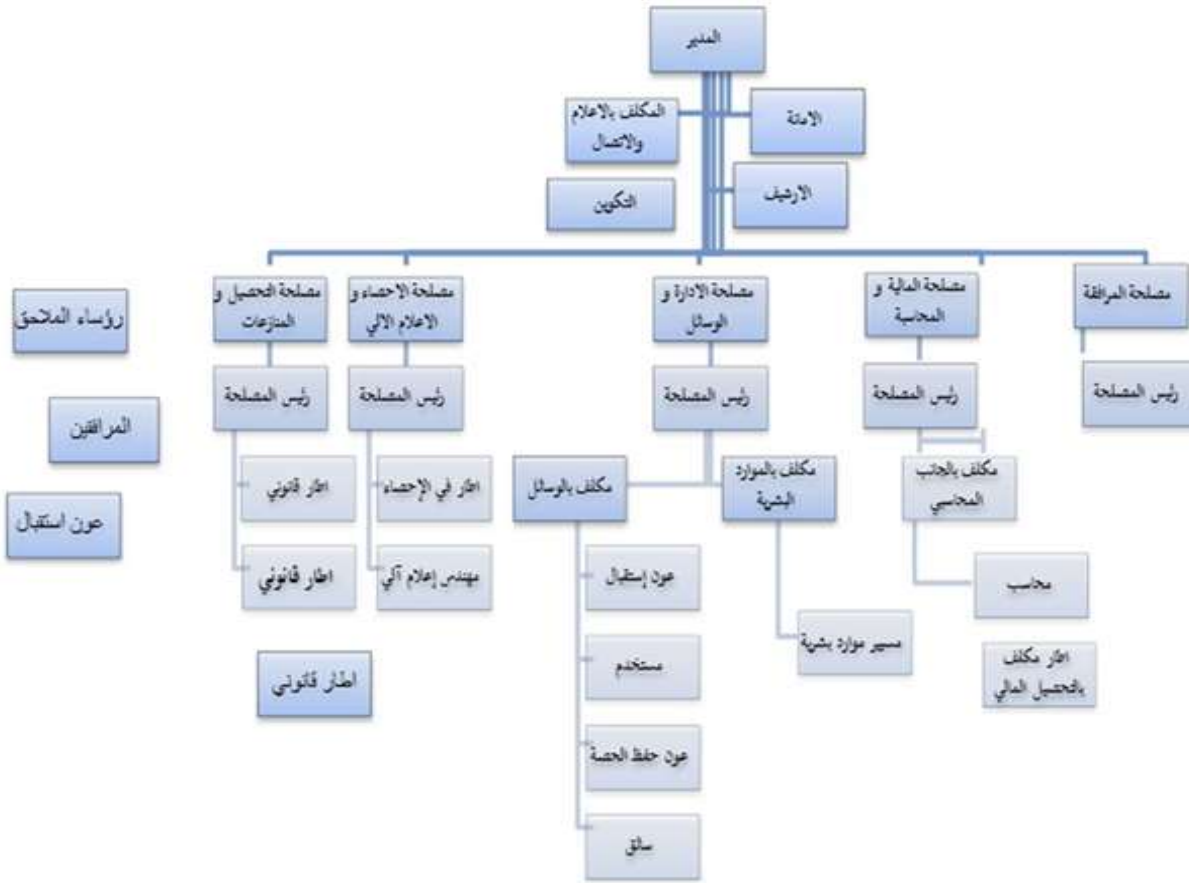 المدير
الامانة
المكلف بالاعلام
والاتصال
الارشيف
التكوين
مصلحة المرافقة
مصلحة المالية و
المحاسبة
مصلحة الادارة و
الوسائل
مصلحة الاحصاء و
الاعلام الالي
مصلحة التحصيل و
المنازعات
رؤساء الملاحق
رئيس المصلحة
رئيس المصلحة
رئيس المصلحة
رئيس المصلحة
رئيس المصلحة
المرافقين
مكلف بالجانب
المحاسبي
مكلف بالموارد
البشرية
مكلف بالوسائل
اطار في الإحصاء
اطار قانوني
عون استقبال
محاسب
عون إستقبال
مهندس إعلام آلي
اطار قانوني
مسيير موارد بشرية
مستخدم
اطار مكلف
بالتحصيل المالي
اطار قانوني
عون حفظ الحصة
سائق